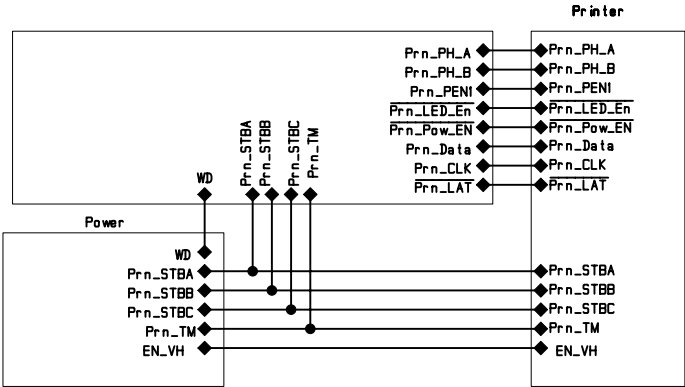 Printer
Prn_PH_A Prn_PH_A
Prn_PH_B Prn_PH_B
Prn_PEN1 Prn_PEN1
Prn_LED_En Prn_LED_En
Prn_Pow_EN Prn_Pow_EN
Prn_Data Prn_Data
Prn_CLK Prn_CLK
Prn_LAT Prn_LAT
WD
Prn_STBA
Prn_STBB
Prn_STBC
Prn_TM
Power
WD
Prn_STBA Prn_STBA
Prn_STBB Prn_STBB
Prn_STBC Prn_STBC
Prn_TM Prn_TM
EN_VH EN_VH